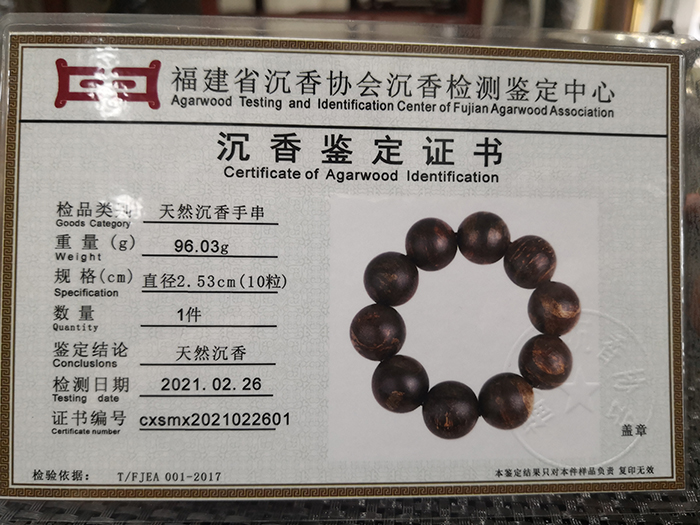 福建省沉香协会沉香检测鉴定中心
Agarwood Testing and Identification Center of Fujian Agarwood Association
沉香鉴定证书
Certificate of Agarwood Identification
检品类别 天然沉香手串
Goods Category
重量(g) 96.03g
Weight
规格(cm) 直径2.53cm(10粒)
Specification
数量 1件
Quantity
鉴定结论 天然沉香
Conclusions
检测日期 2021.02.26
Testing date
证书编号 cxsmx2021022601
Certificate number
盖章
检验依据: T/FJEA 001-2017
本鉴定结果只对本件样品负责 复印无效